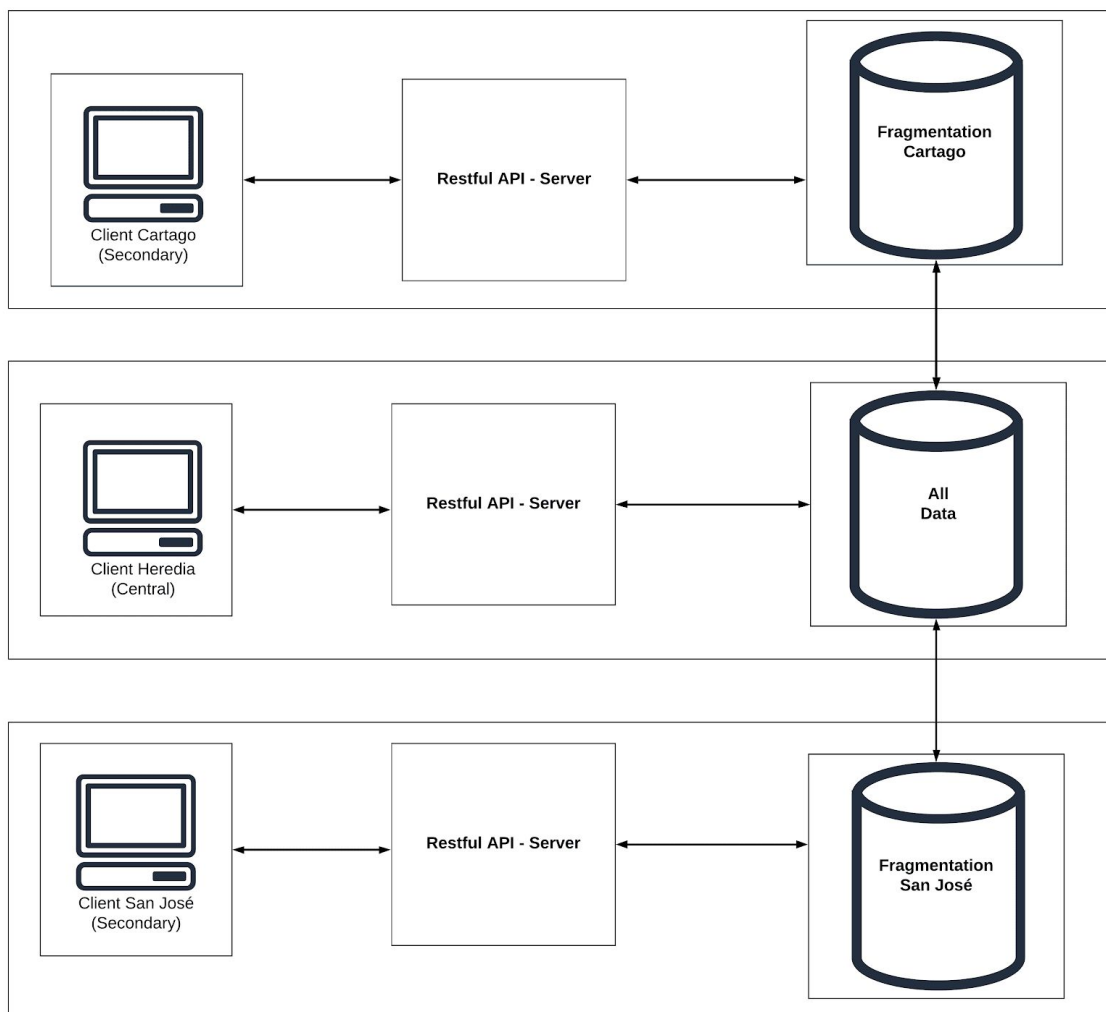 Client Cartago
(Secondary)
Restful API - Server
Fragmentation
Cartago
Client Heredia
(Central)
Restful API - Server
All
Data
Client San José
(Secondary)
Restful API - Server
Fragmentation
San José